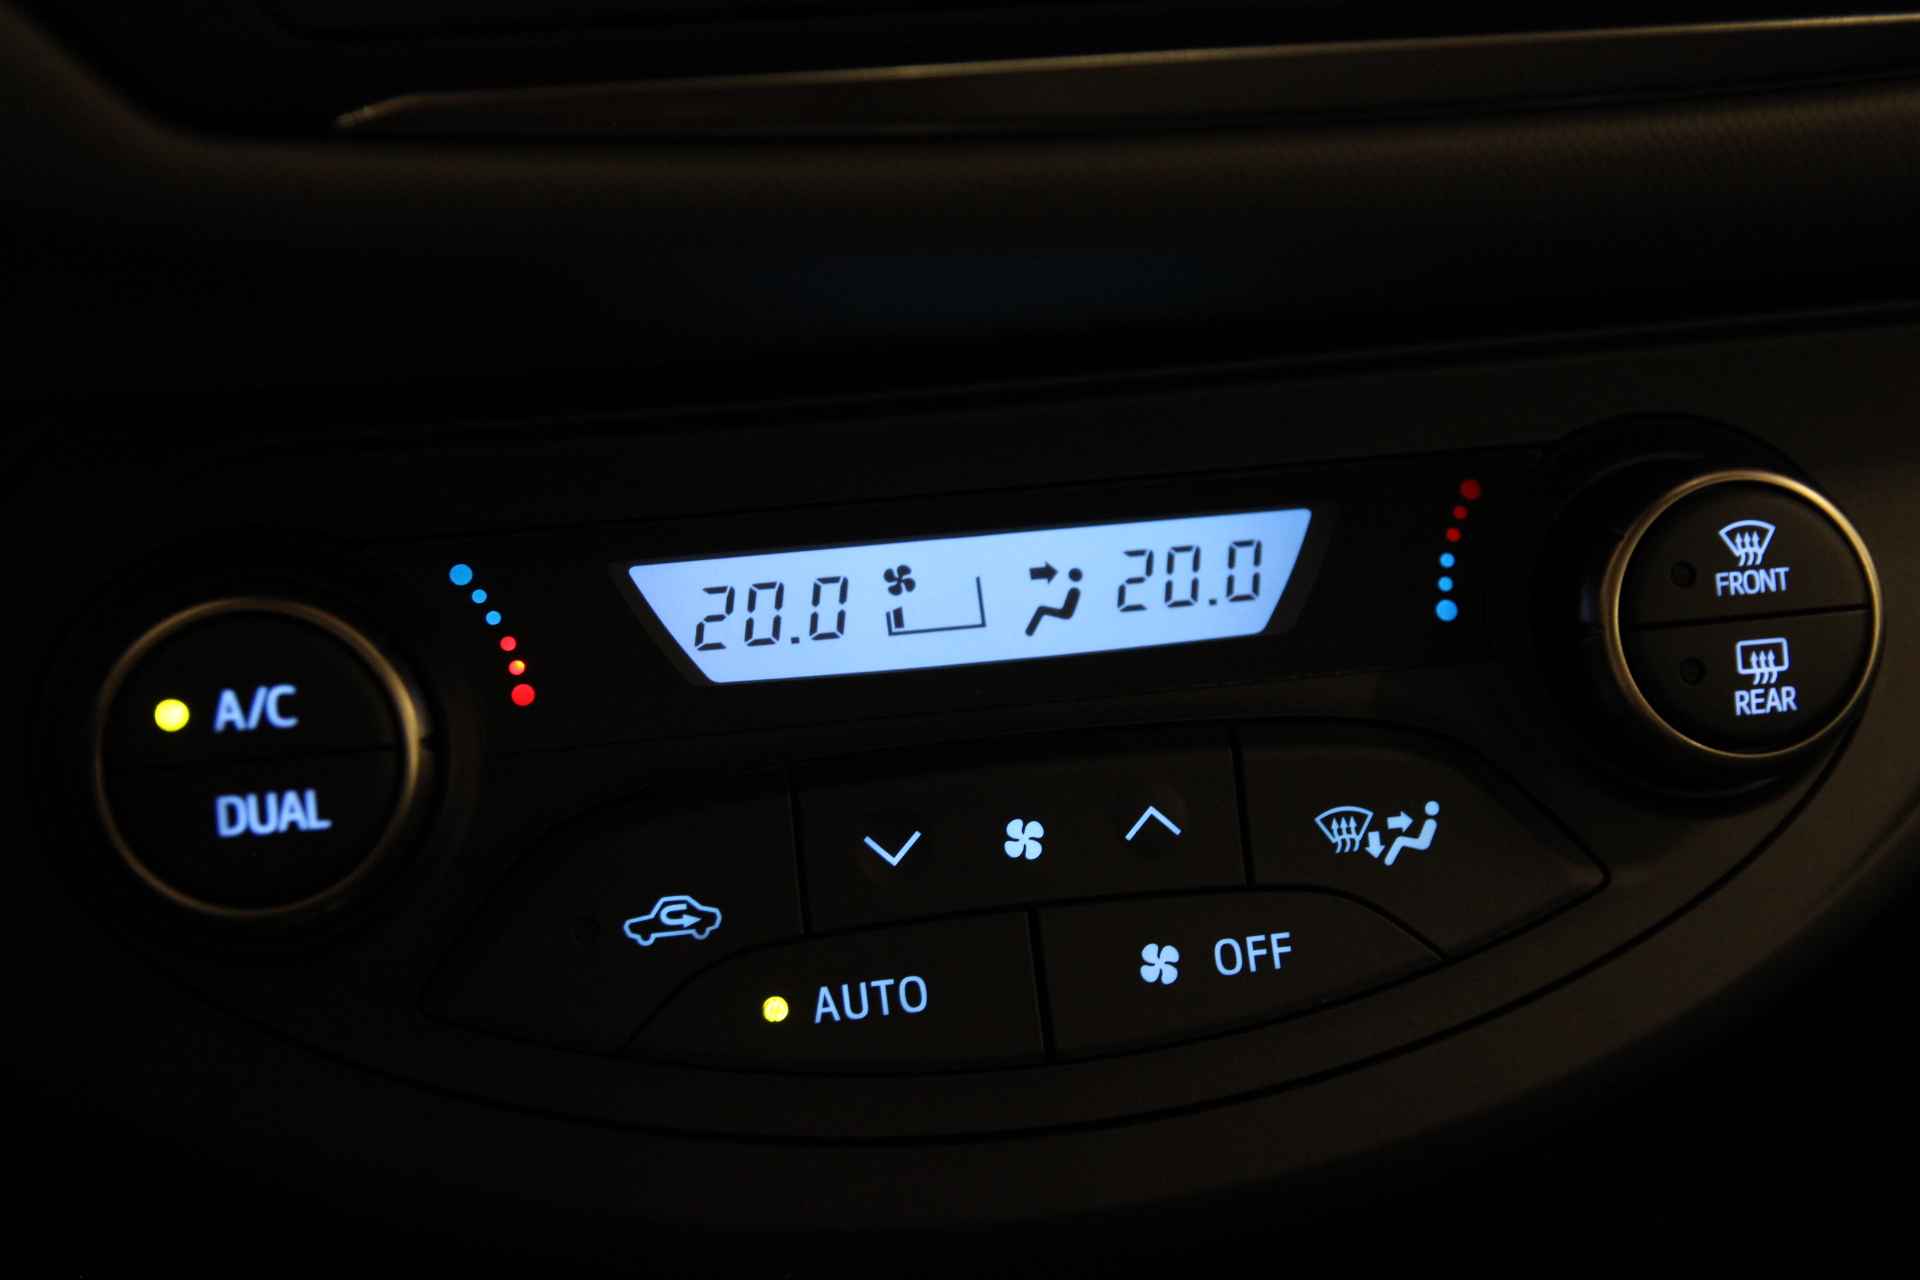 20.0 20.0
A/C
DUAL
FRONT
REAR
AUTO
OFF